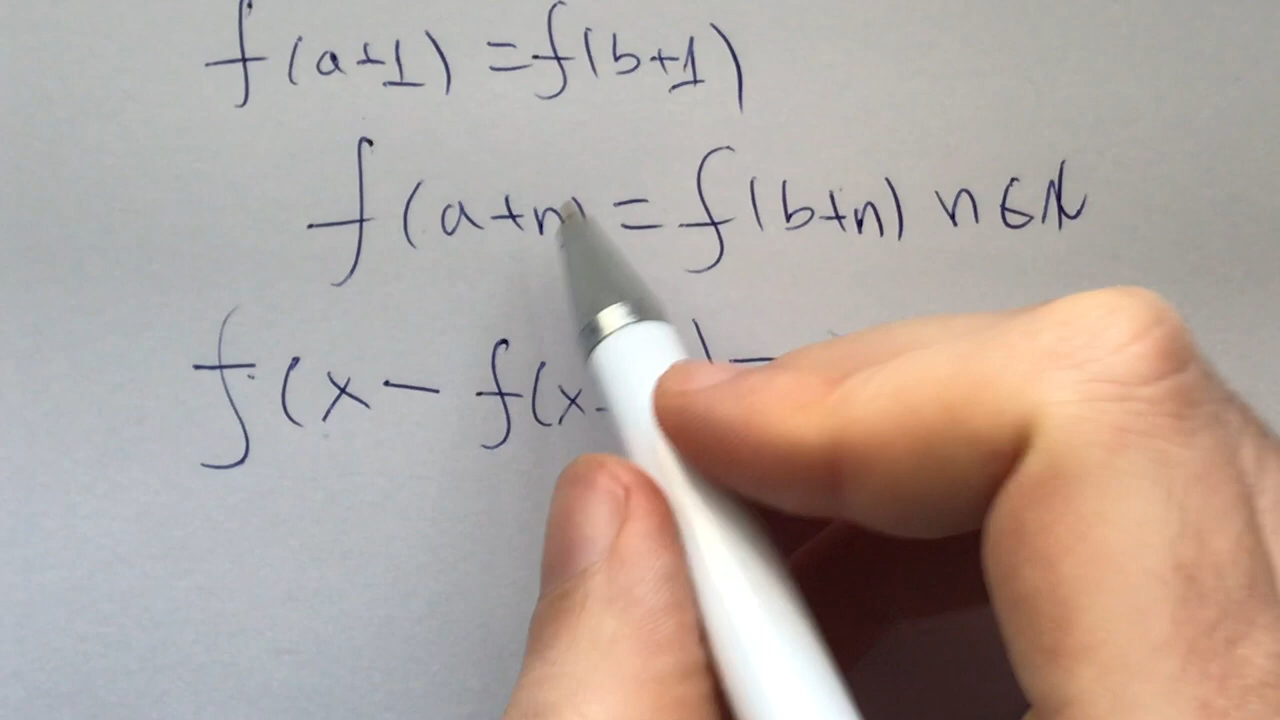 f(a+1) = f(b+1)
f(a+n) = f(b+n) n∈N
f(x - f(x